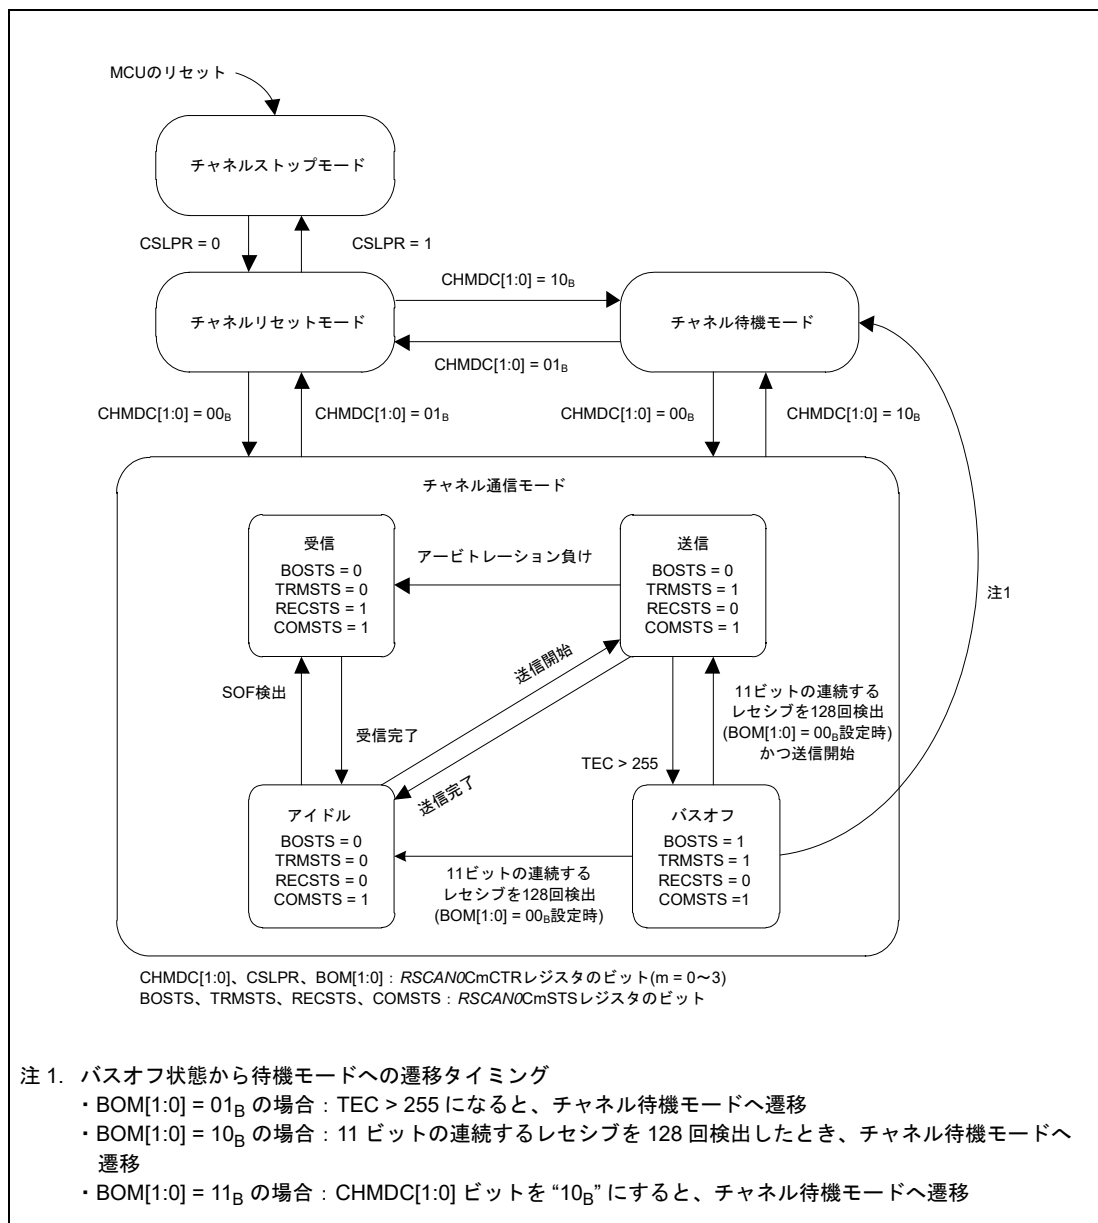 MCUのリセット
チャネルストップモード
CSLPR = 0
CSLPR = 1
CHMDC[1:0] = 10B
チャネルリセットモード
チャネル待機モード
CHMDC[1:0] = 01B
CHMDC[1:0] = 00B
CHMDC[1:0] = 01B
CHMDC[1:0] = 00B
CHMDC[1:0] = 10B
チャネル通信モード
受信
BOSTS = 0
TRMSTS = 0
RECSTS = 1
COMSTS = 1
アービトレーション負け
送信
BOSTS = 0
TRMSTS = 1
RECSTS = 0
COMSTS = 1
注1
送信開始
SOF検出
受信完了
送信完了
TEC > 255
11ビットの連続する
レセシブを128回検出
(BOM[1:0] = 00B設定時)
かつ送信開始
アイドル
BOSTS = 0
TRMSTS = 0
RECSTS = 0
COMSTS = 1
11ビットの連続する
レセシブを128回検出
(BOM[1:0] = 00B設定時)
バスオフ
BOSTS = 1
TRMSTS = 1
RECSTS = 0
COMSTS =1
CHMDC[1:0]、CSLPR、BOM[1:0]：RSCAN0CmCTRレジスタのビット(m = 0〜3)
BOSTS、TRMSTS、RECSTS、COMSTS：RSCAN0CmSTSレジスタのビット
注 1. バスオフ状態から待機モードへの遷移タイミング
・BOM[1:0] = 01B の場合：TEC > 255 になると、チャネル待機モードへ遷移
・BOM[1:0] = 10B の場合：11 ビットの連続するレセシブを 128 回検出したとき、チャネル待機モードへ
遷移
・BOM[1:0] = 11B の場合：CHMDC[1:0] ビットを “10B” にすると、チャネル待機モードへ遷移